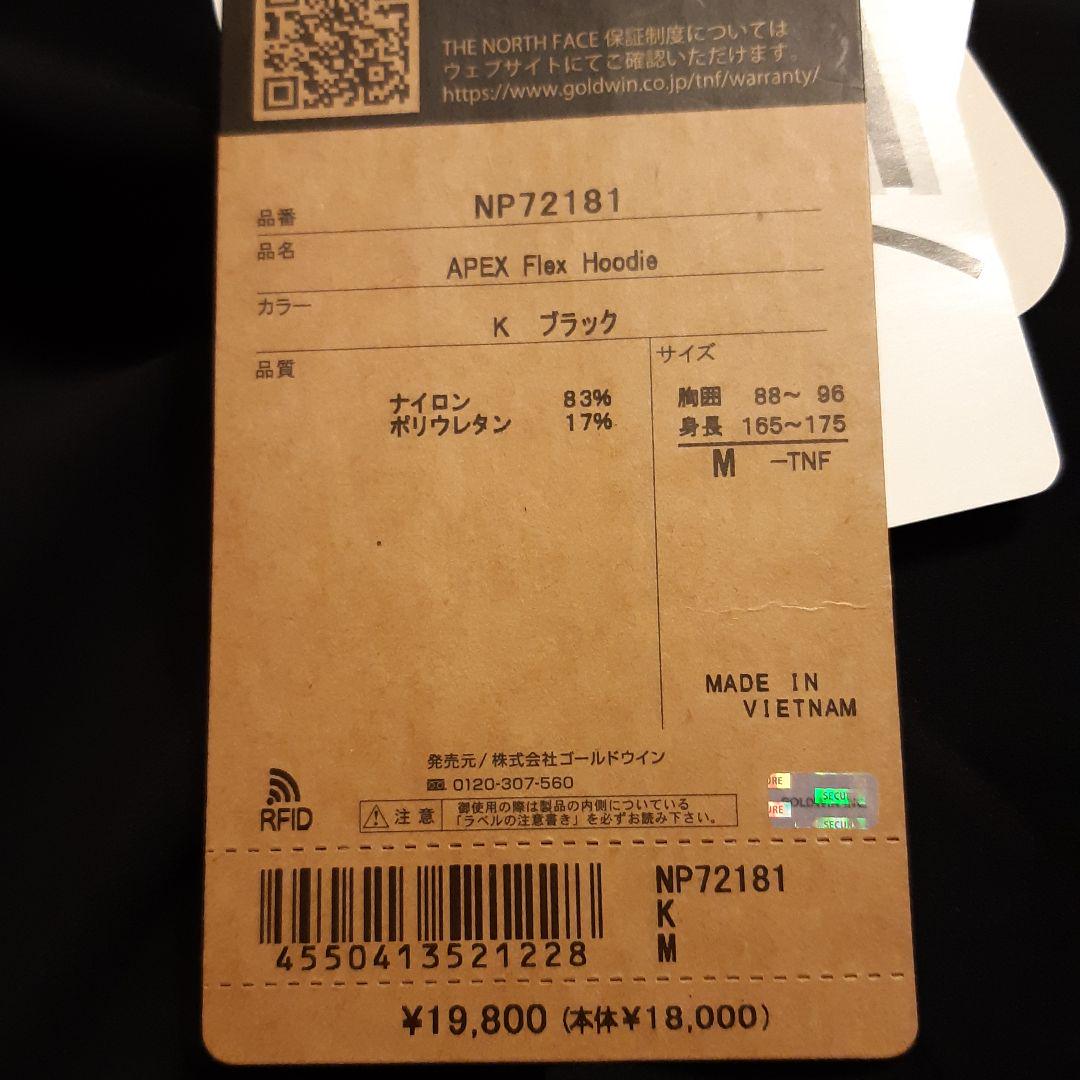 THE NORTH FACE 保証制度については
ウェブサイトにてご確認いただけます。
https://www.goldwin.co.jp/tnf/warranty/
品番 NP72181
品名 APEX Flex Hoodie
カラー K ブラック
品質
ナイロン 83%
ポリウレタン 17%
サイズ
胸囲 88～ 96
身長 165～175
M －TNF
MADE IN
VIETNAM
発売元/株式会社ゴールドウイン
0120-307-560
RFID
注意
御使用の際は製品の内側についている
「ラベルの注意書き」を必ずお読み下さい。
SECU
GOLDWIN INC.
SECU
4550413521228
NP72181
K
M
¥19,800 (本体¥18,000)